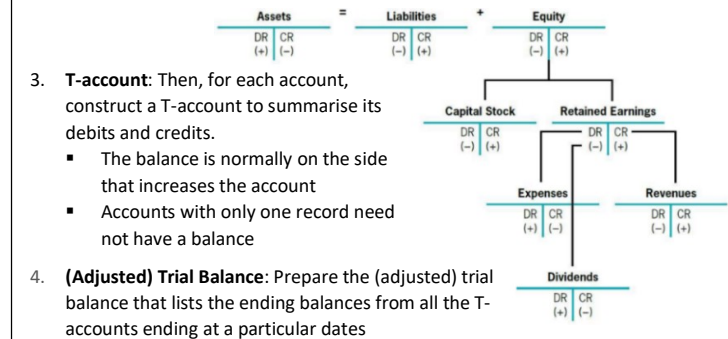 Assets = Liabilities + Equity
DR CR DR CR DR CR
(+) (–) (–) (+) (–) (+)
3. T-account: Then, for each account,
construct a T-account to summarise its
debits and credits.
▪ The balance is normally on the side
that increases the account
▪ Accounts with only one record need
not have a balance
4. (Adjusted) Trial Balance: Prepare the (adjusted) trial
balance that lists the ending balances from all the T-
accounts ending at a particular dates
Capital Stock Retained Earnings
DR CR DR CR
(–) (+) (–) (+)
Expenses Revenues
DR CR DR CR
(+) (–) (–) (+)
Dividends
DR CR
(+) (–)